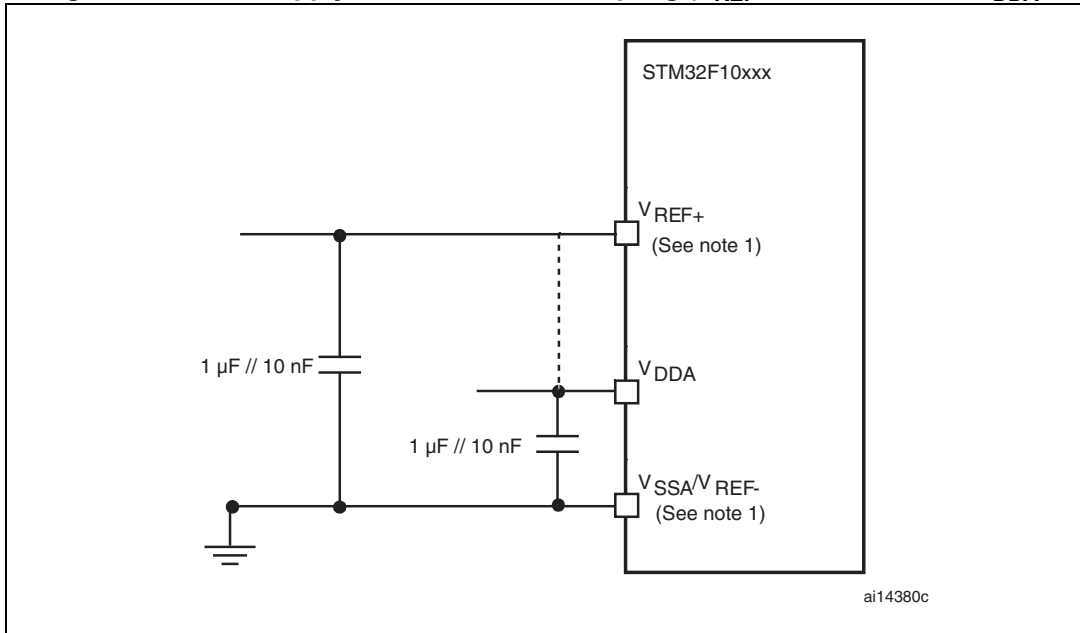 STM32F10xxx
VREF+
(See note 1)
1 µF // 10 nF
VDDA
1 µF // 10 nF
VSSA/VREF-
(See note 1)
ai14380c